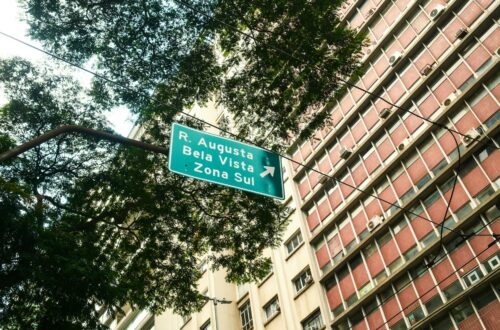 R. Augusta
Bela Vista
Zona Sul